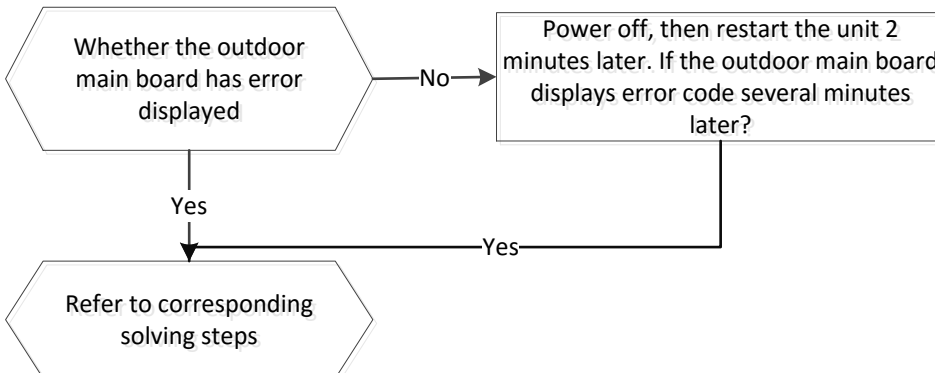 Whether the outdoor
main board has error
displayed
No
Power off, then restart the unit 2
minutes later. If the outdoor main board
displays error code several minutes
later?
Yes
Yes
Refer to corresponding
solving steps